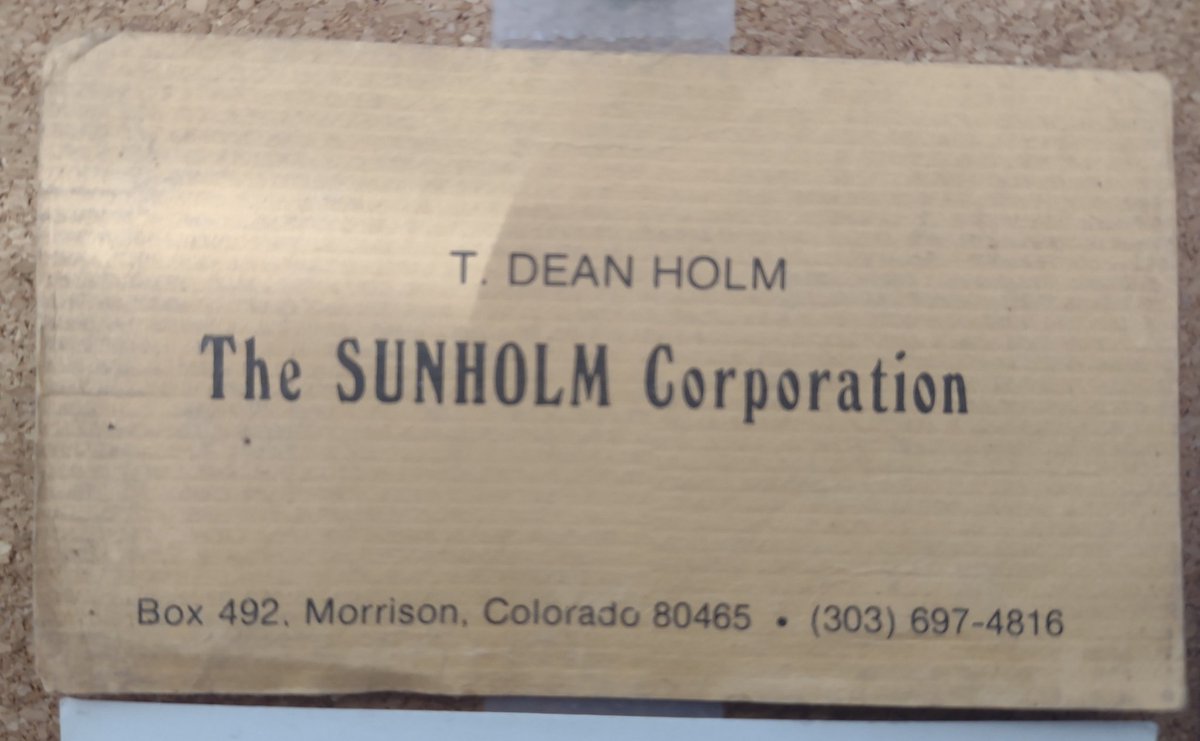 T. DEAN HOLM
The SUNHOLM Corporation
Box 492, Morrison, Colorado 80465 • (303) 697-4816